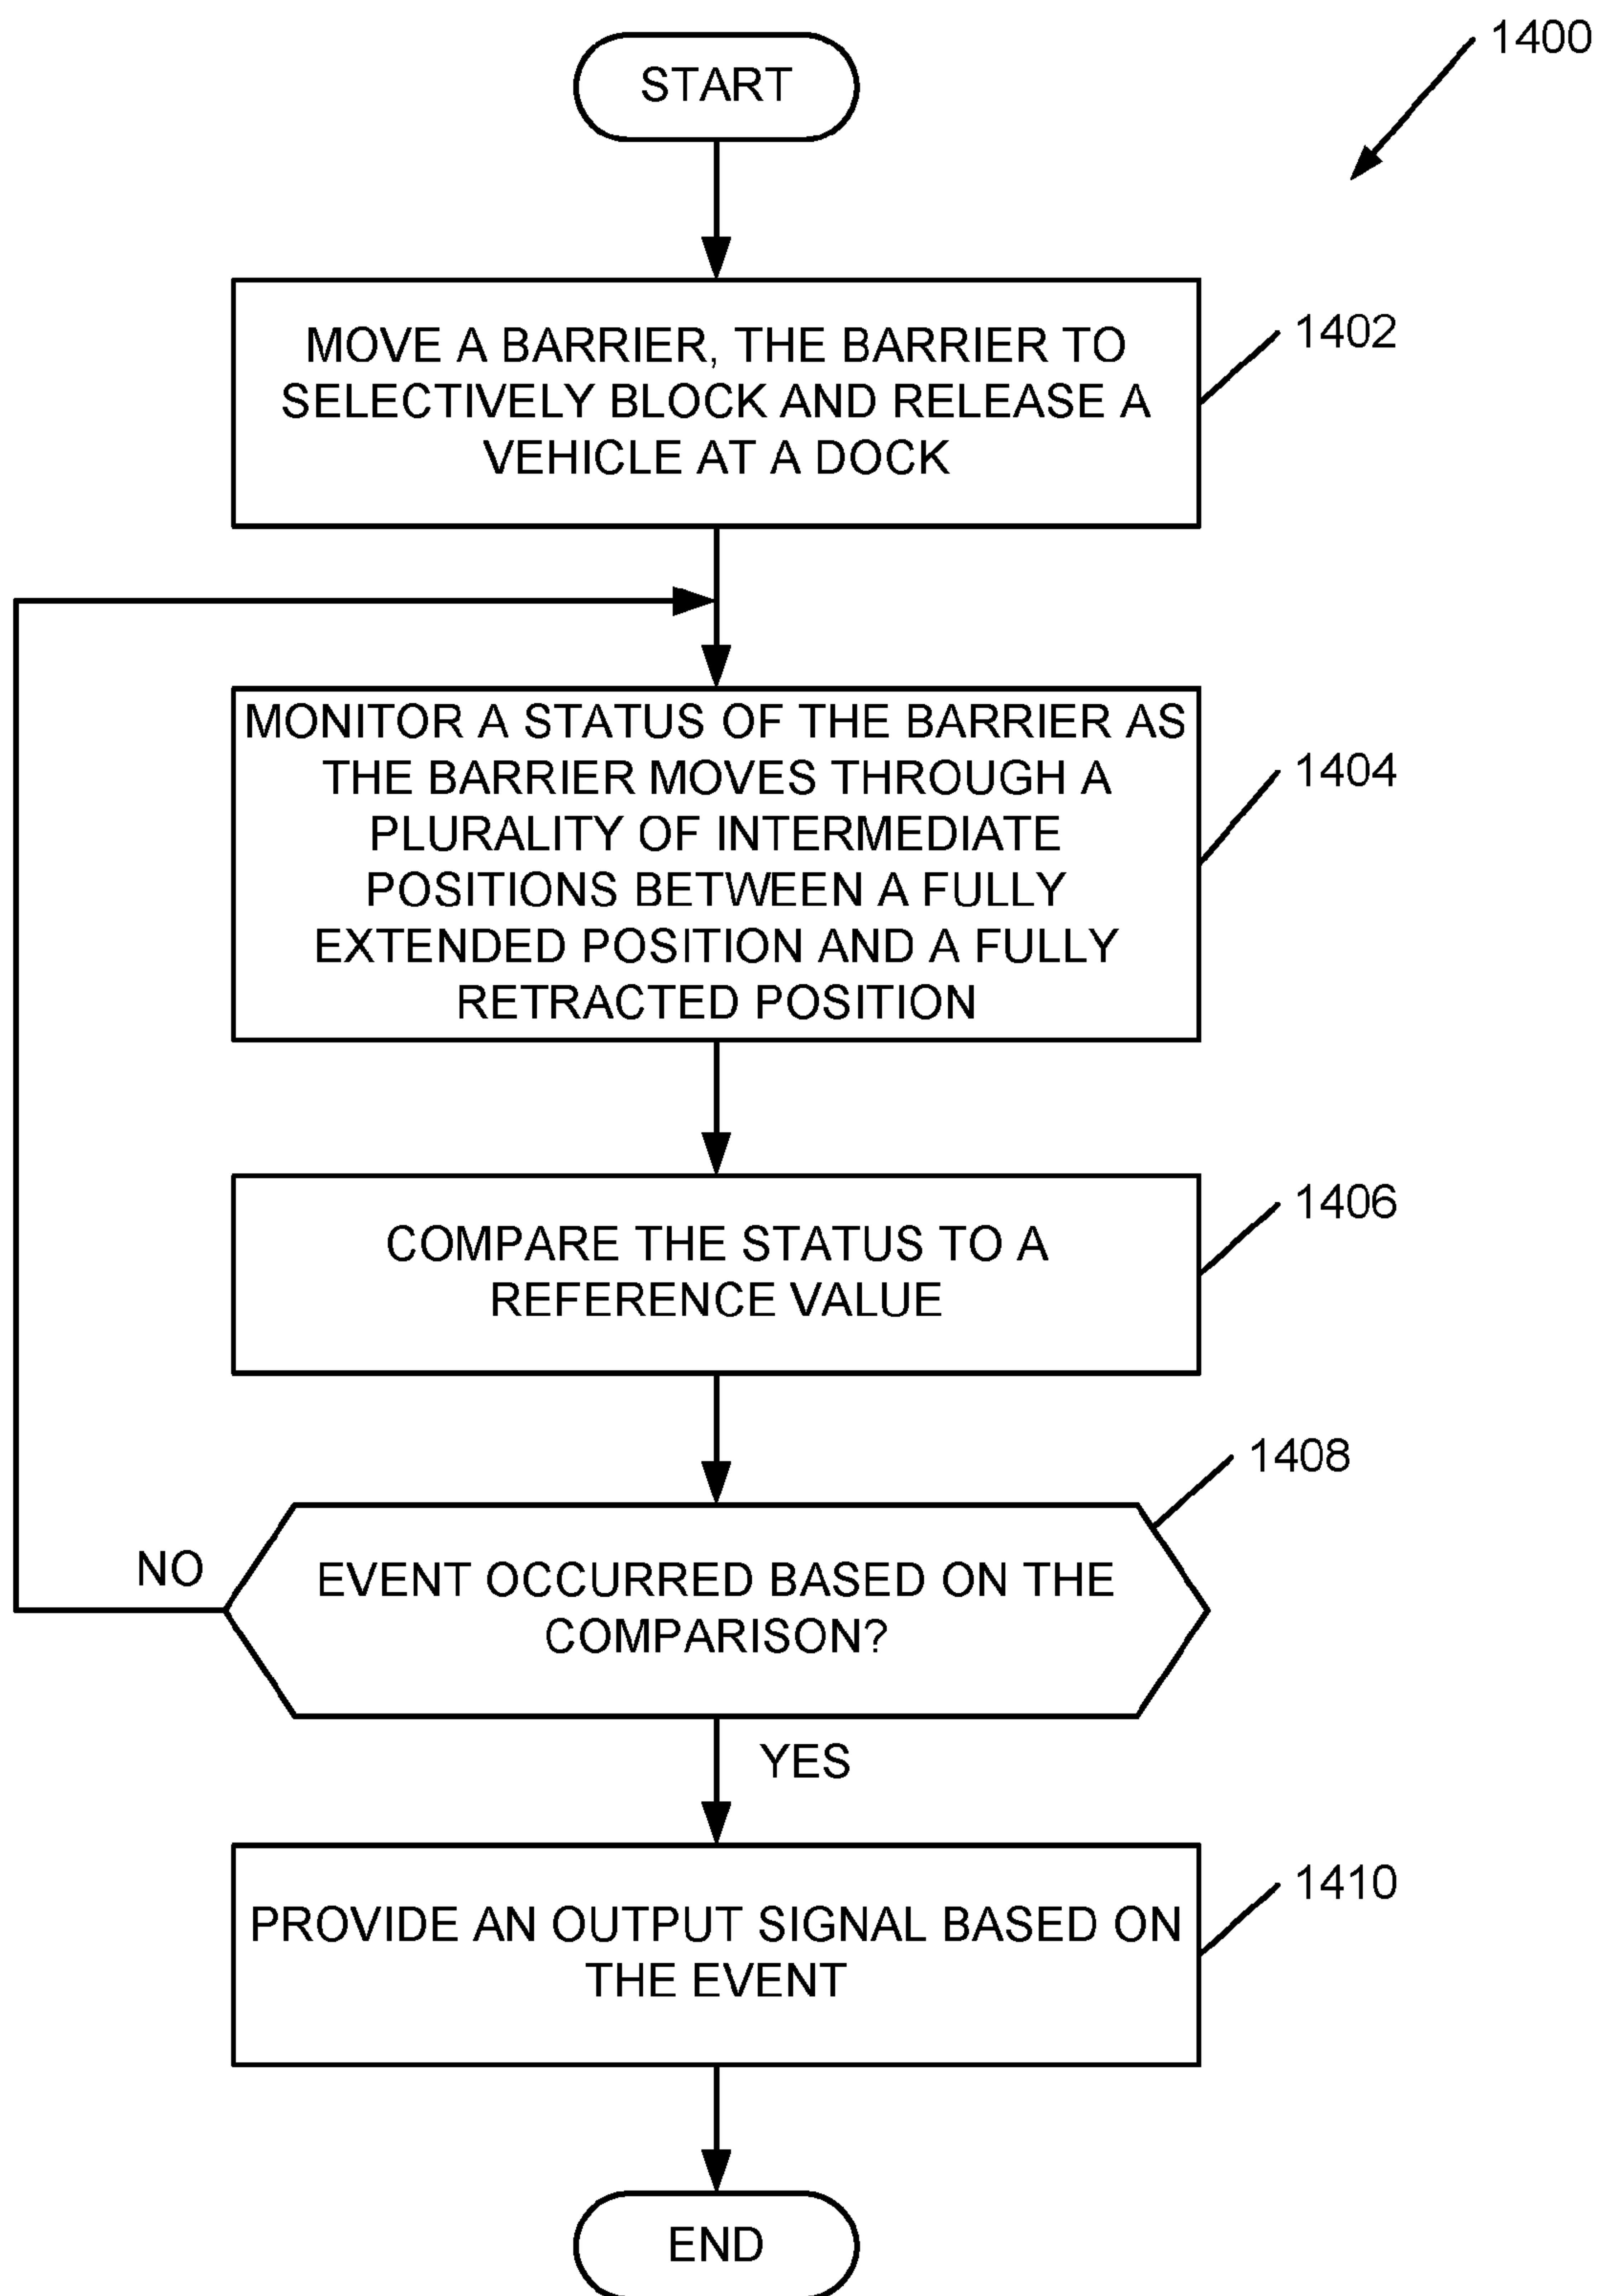 1400
START
MOVE A BARRIER, THE BARRIER TO
SELECTIVELY BLOCK AND RELEASE A
VEHICLE AT A DOCK
1402
MONITOR A STATUS OF THE BARRIER AS
THE BARRIER MOVES THROUGH A
PLURALITY OF INTERMEDIATE
POSITIONS BETWEEN A FULLY
EXTENDED POSITION AND A FULLY
RETRACTED POSITION
1404
COMPARE THE STATUS TO A
REFERENCE VALUE
1406
EVENT OCCURRED BASED ON THE
COMPARISON?
1408
NO
YES
PROVIDE AN OUTPUT SIGNAL BASED ON
THE EVENT
1410
END